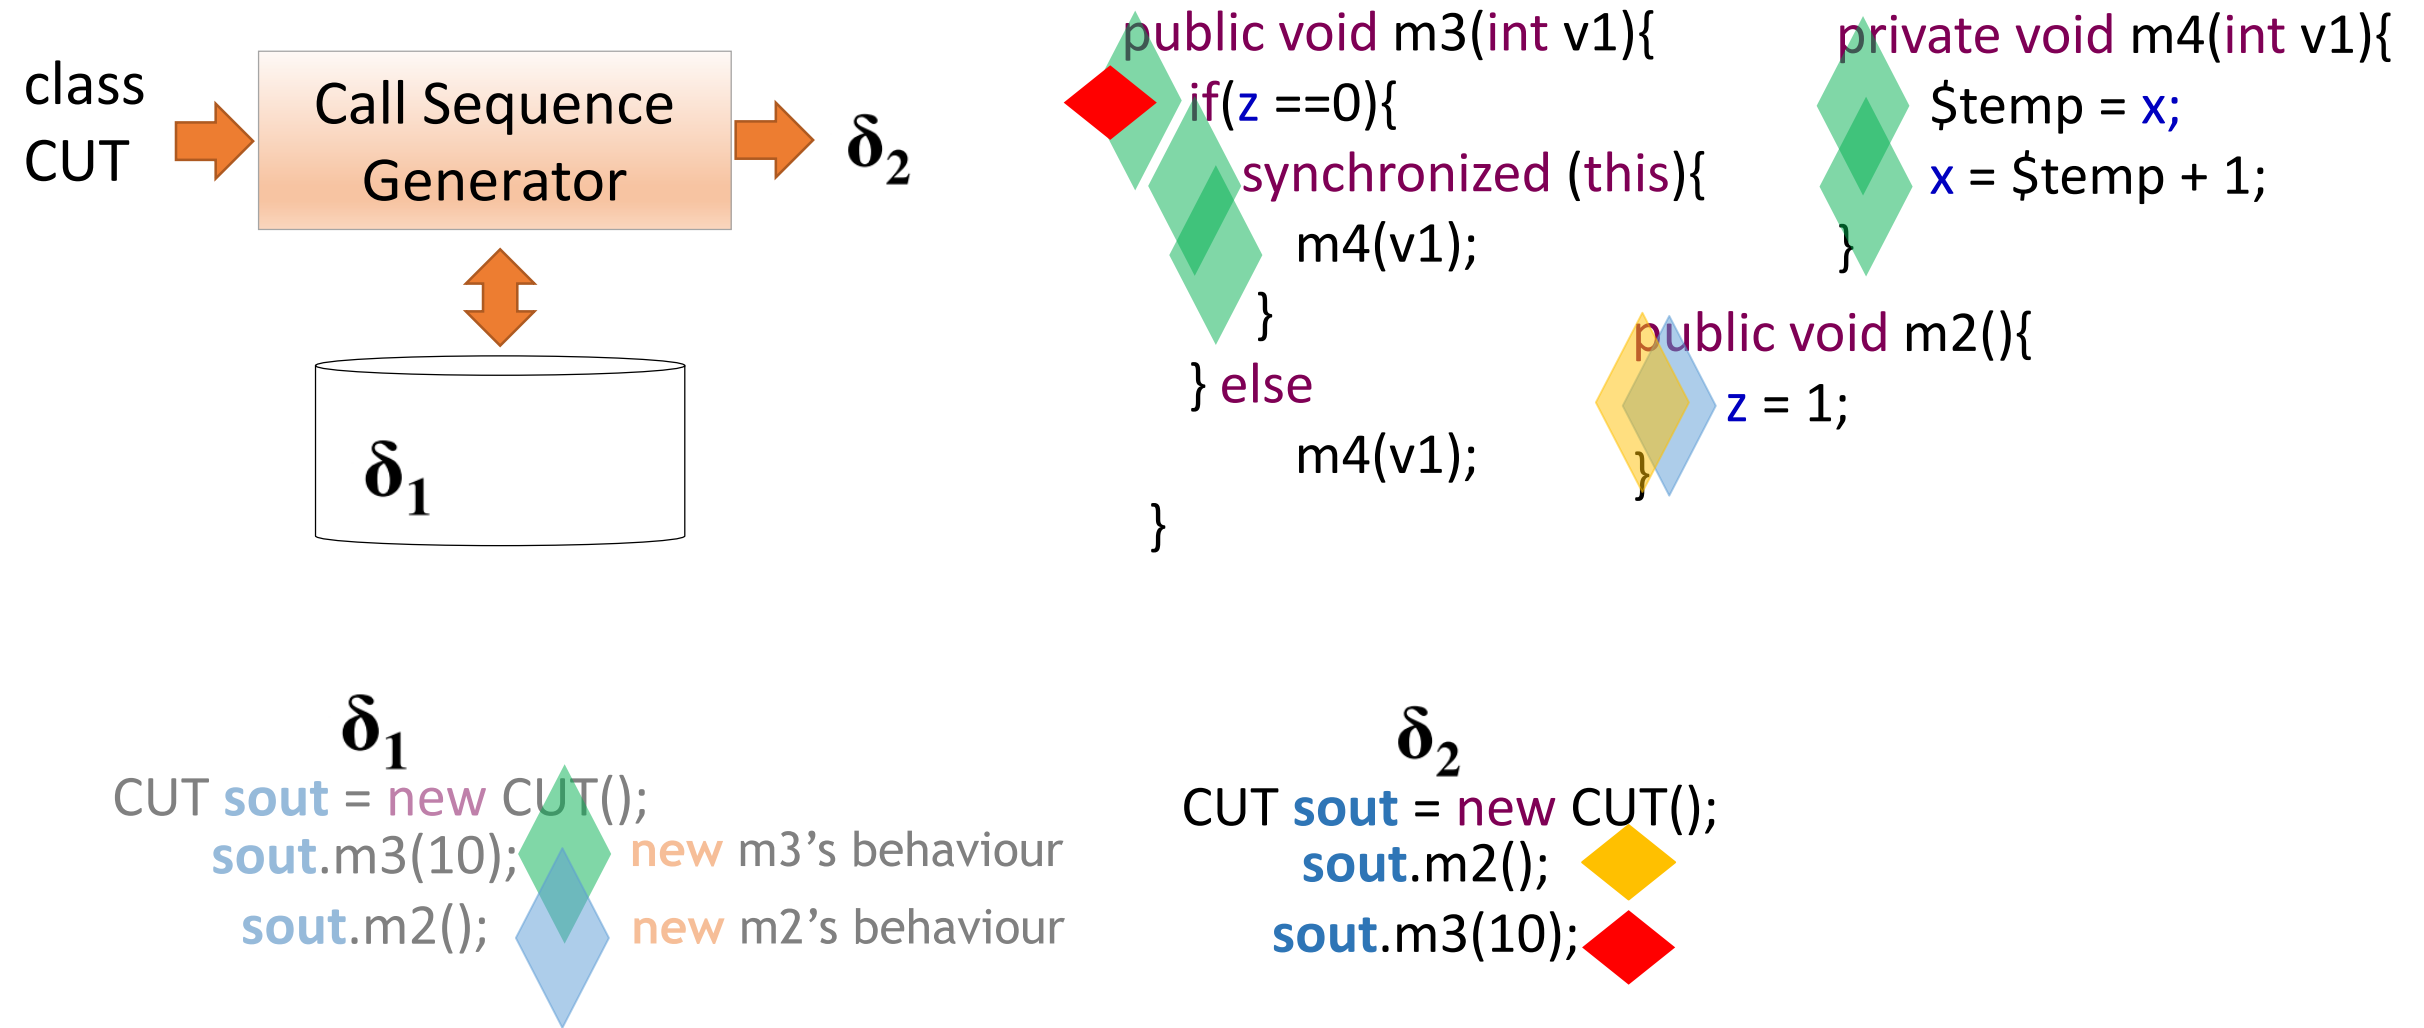 class
CUT
Call Sequence
Generator
δ2
δ1
public void m3(int v1){
if(z ==0){
synchronized (this){
m4(v1);
}
} else
m4(v1);
}
private void m4(int v1){
$temp = x;
x = $temp + 1;
}
public void m2(){
z = 1;
}
δ1
CUT sout = new CUT();
sout.m3(10); new m3’s behaviour
sout.m2(); new m2’s behaviour
δ2
CUT sout = new CUT();
sout.m2();
sout.m3(10);